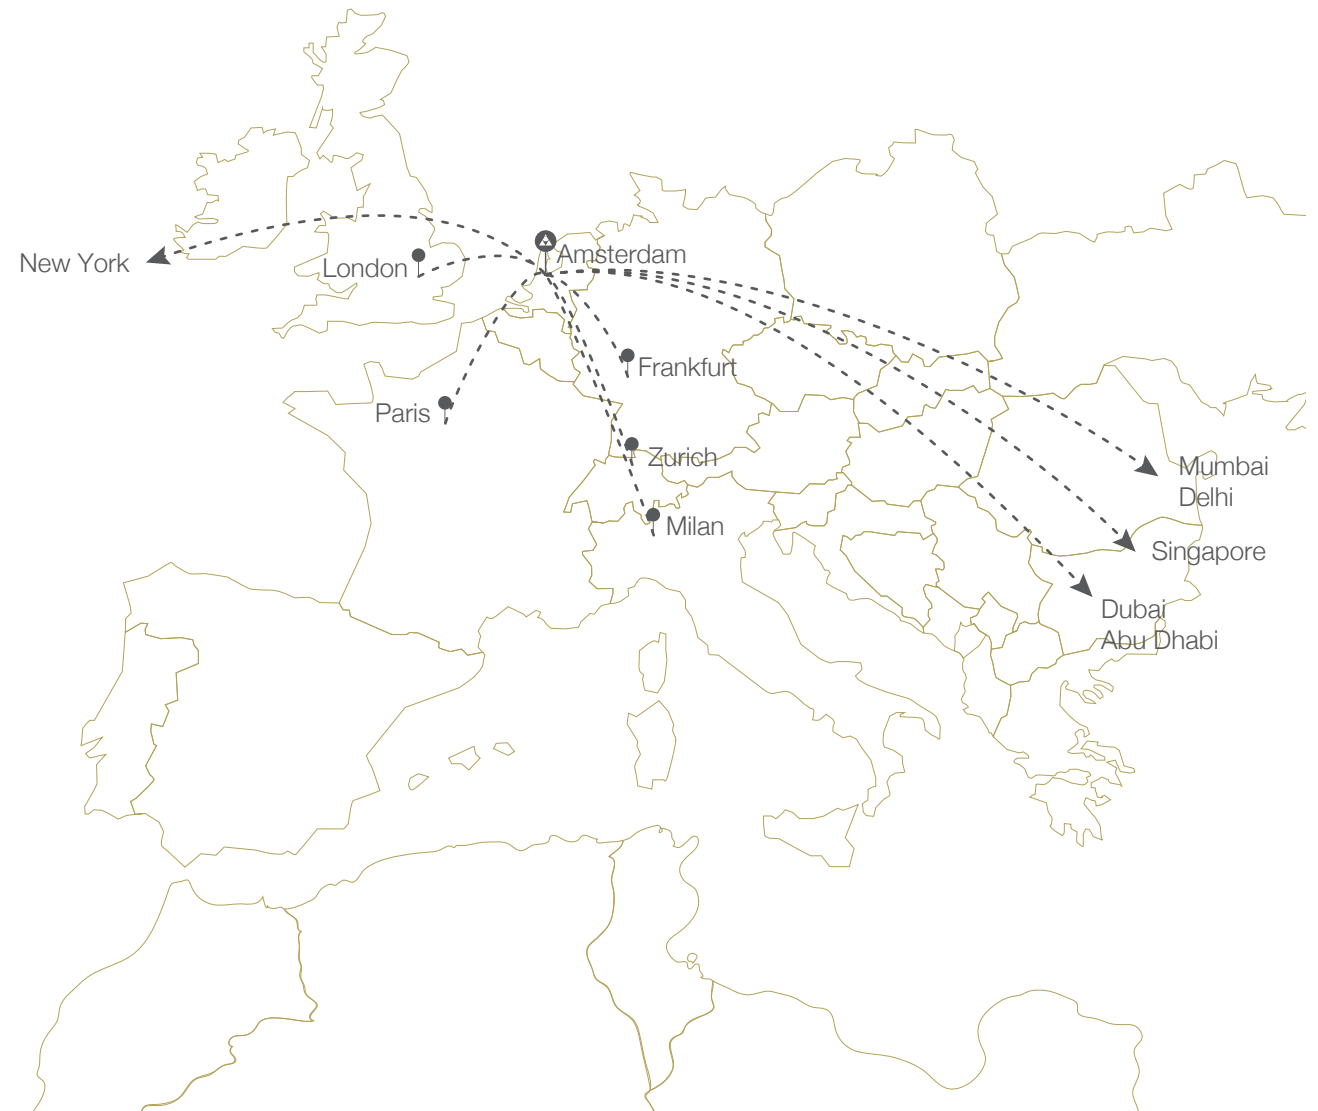 Amsterdam
New York
London
Frankfurt
Paris
Zurich
Mumbai
Delhi
Milan
Singapore
Dubai
Abu Dhabi